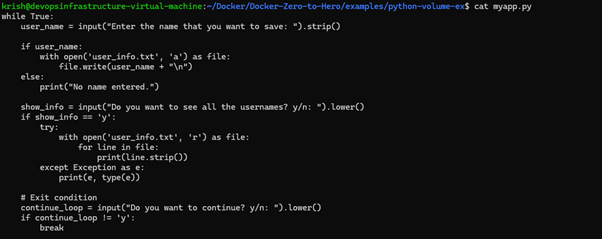 krish@devopsinfrastructure-virtual-machine:~/Docker/Docker-Zero-to-Hero/examples/python-volume-ex$ cat myapp.py
while True:
    user_name = input("Enter the name that you want to save: ").strip()

    if user_name:
        with open('user_info.txt', 'a') as file:
            file.write(user_name + "\n")
    else:
        print("No name entered.")

    show_info = input("Do you want to see all the usernames? y/n: ").lower()
    if show_info == 'y':
        try:
            with open('user_info.txt', 'r') as file:
                for line in file:
                    print(line.strip())
        except Exception as e:
            print(e, type(e))

    # Exit condition
    continue_loop = input("Do you want to continue? y/n: ").lower()
    if continue_loop != 'y':
        break